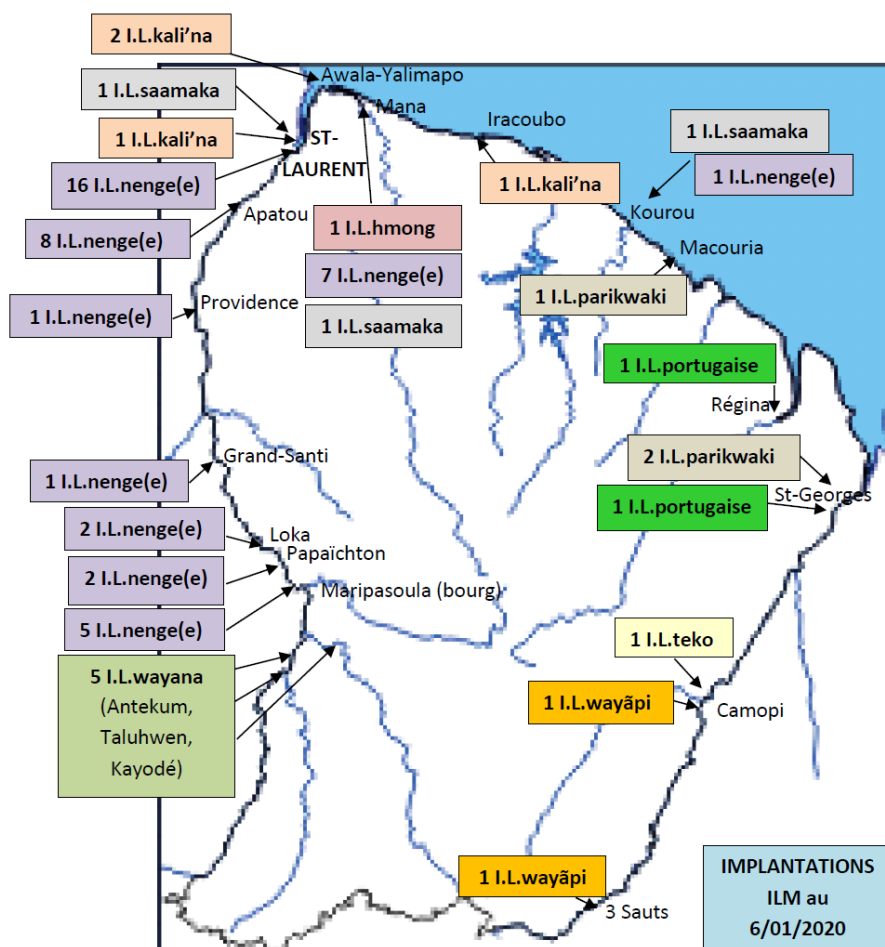 2 I.L.kali’na
Awala-Yalimapo
1 I.L.saamaka
Mana
Iracoubo
1 I.L.saamaka
1 I.L.kali’na
ST-
LAURENT
16 I.L.nenge(e)
1 I.L.kali’na
1 I.L.nenge(e)
Apatou
8 I.L.nenge(e)
1 I.L.hmong
Kourou
7 I.L.nenge(e)
Macouria
Providence
1 I.L.nenge(e)
1 I.L.saamaka
1 I.L.parikwaki
1 I.L.portugaise
Régina
Grand-Santi
1 I.L.nenge(e)
2 I.L.parikwaki
St-Georges
1 I.L.portugaise
2 I.L.nenge(e)
Loka
Papaïchton
2 I.L.nenge(e)
Maripasoula (bourg)
5 I.L.nenge(e)
1 I.L.teko
5 I.L.wayana
(Antekum,
Taluhwen,
Kayodé)
1 I.L.wayãpi
Camopi
1 I.L.wayãpi
3 Sauts
IMPLANTATIONS
ILM au
6/01/2020